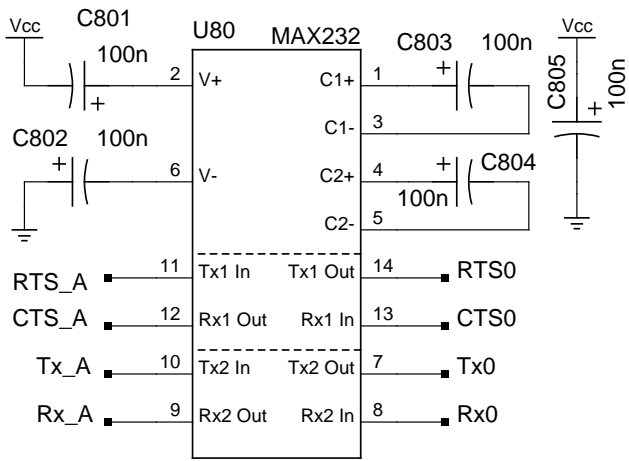 Vcc
C801
100n
U80
MAX232
C803
100n
Vcc
C805
100n
+
2
V+
C1+
1
+
+
C1-
3
C802
100n
+
6
V-
C2+
4
+
C804
100n
C2-
5
RTS_A
11
Tx1 In
Tx1 Out
14
RTS0
CTS_A
12
Rx1 Out
Rx1 In
13
CTS0
Tx_A
10
Tx2 In
Tx2 Out
7
Tx0
Rx_A
9
Rx2 Out
Rx2 In
8
Rx0